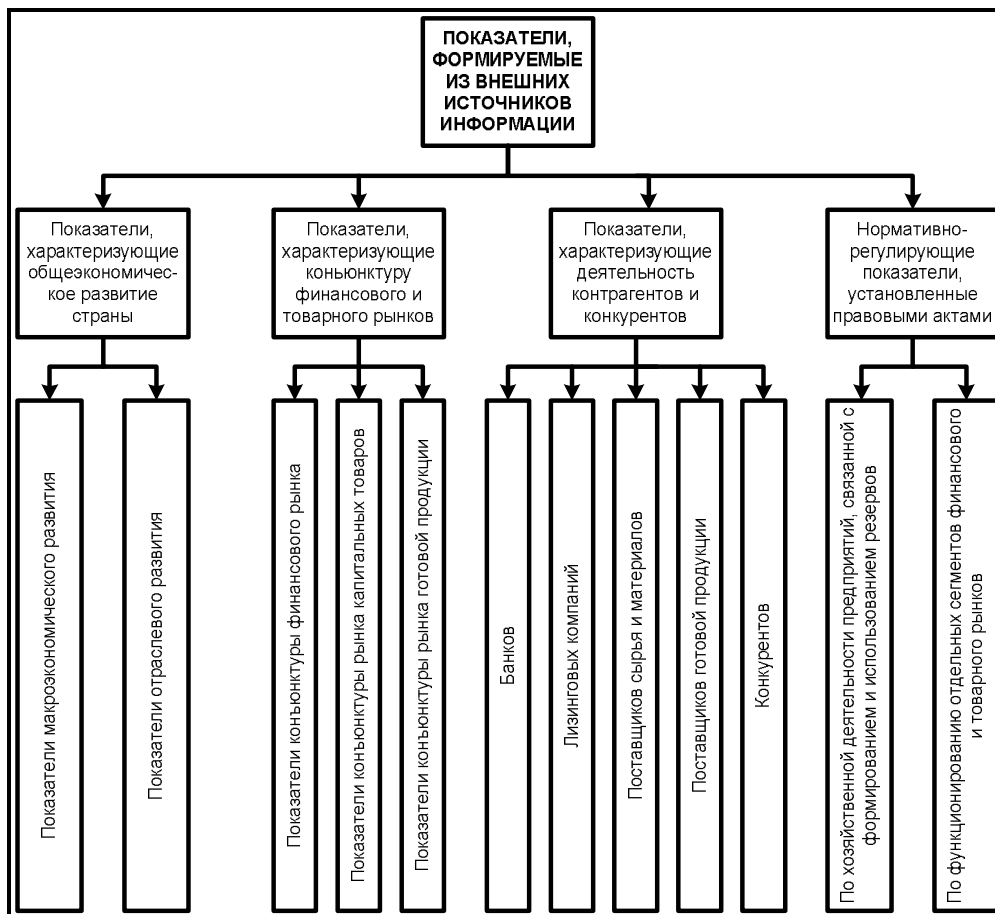 ПОКАЗАТЕЛИ,
ФОРМИРУЕМЫЕ
ИЗ ВНЕШНИХ
ИСТОЧНИКОВ
ИНФОРМАЦИИ
Показатели,
характеризующие
общеэкономичес-
кое развитие
страны
Показатели,
характеризующие
коньюнктуру
финансового и
товарного рынков
Показатели,
характеризующие
деятельность
контрагентов и
конкурентов
Нормативно-
регулирующие
показатели,
установленные
правовыми актами
Показатели макроэкономического развития
Показатели отраслевого развития
Показатели коньюнктуры финансового рынка
Показатели коньюнктуры рынка капитальных товаров
Показатели коньюнктуры рынка готовой продукции
Банков
Лизинговых компаний
Поставщиков сырья и материалов
Поставщиков готовой продукции
Конкурентов
По хозяйственной деятельности предприятий, связанной с
формированием и использованием резервов
По функционированию отдельных сегментов финансового
и товарного рынков